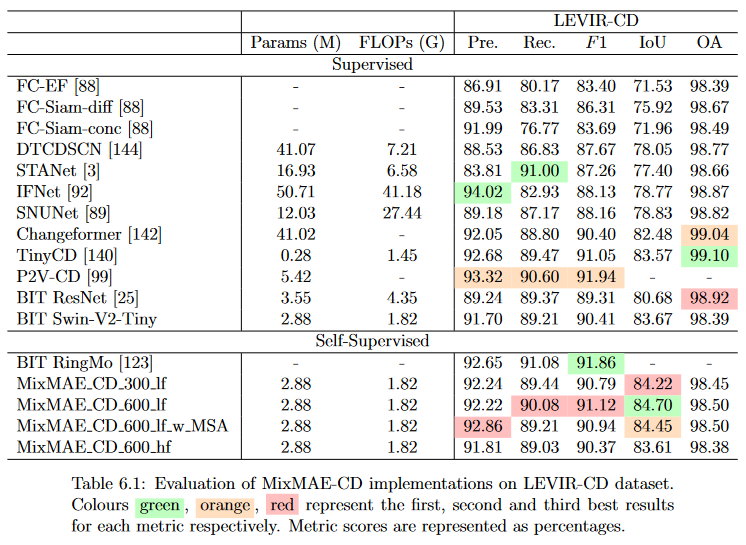 LEVIR-CD
Params (M) FLOPs (G) Pre. Rec. F1 IoU OA
Supervised
FC-EF [88] – – 86.91 80.17 83.40 71.53 98.39
FC-Siam-diff [88] – – 89.53 83.31 86.31 75.92 98.67
FC-Siam-conc [88] – – 91.99 76.77 83.69 71.96 98.49
DTCDSCN [144] 41.07 7.21 88.53 86.83 87.67 78.05 98.77
STANet [3] 16.93 6.58 83.81 91.00 87.26 77.40 98.66
IFNet [92] 50.71 41.18 94.02 82.93 88.13 78.77 98.87
SNUNet [89] 12.03 27.44 89.18 87.17 88.16 78.83 98.82
Changeformer [142] 41.02 – 92.05 88.80 90.40 82.48 99.04
TinyCD [140] 0.28 1.45 92.68 89.47 91.05 83.57 99.10
P2V-CD [99] 5.42 – 93.32 90.60 91.94 – –
BIT ResNet [25] 3.55 4.35 89.24 89.37 89.31 80.68 98.92
BIT Swin-V2-Tiny 2.88 1.82 91.70 89.21 90.41 83.67 98.39
Self-Supervised
BIT RingMo [123] – – 92.65 91.08 91.86 – –
MixMAE_CD_300_lf 2.88 1.82 92.24 89.44 90.79 84.22 98.45
MixMAE_CD_600_lf 2.88 1.82 92.22 90.08 91.12 84.70 98.50
MixMAE_CD_600_lf_w_MSA 2.88 1.82 92.86 89.21 90.94 84.45 98.50
MixMAE_CD_600_hf 2.88 1.82 91.81 89.03 90.37 83.61 98.38
Table 6.1: Evaluation of MixMAE-CD implementations on LEVIR-CD dataset.
Colours green, orange, red represent the first, second and third best results
for each metric respectively. Metric scores are represented as percentages.